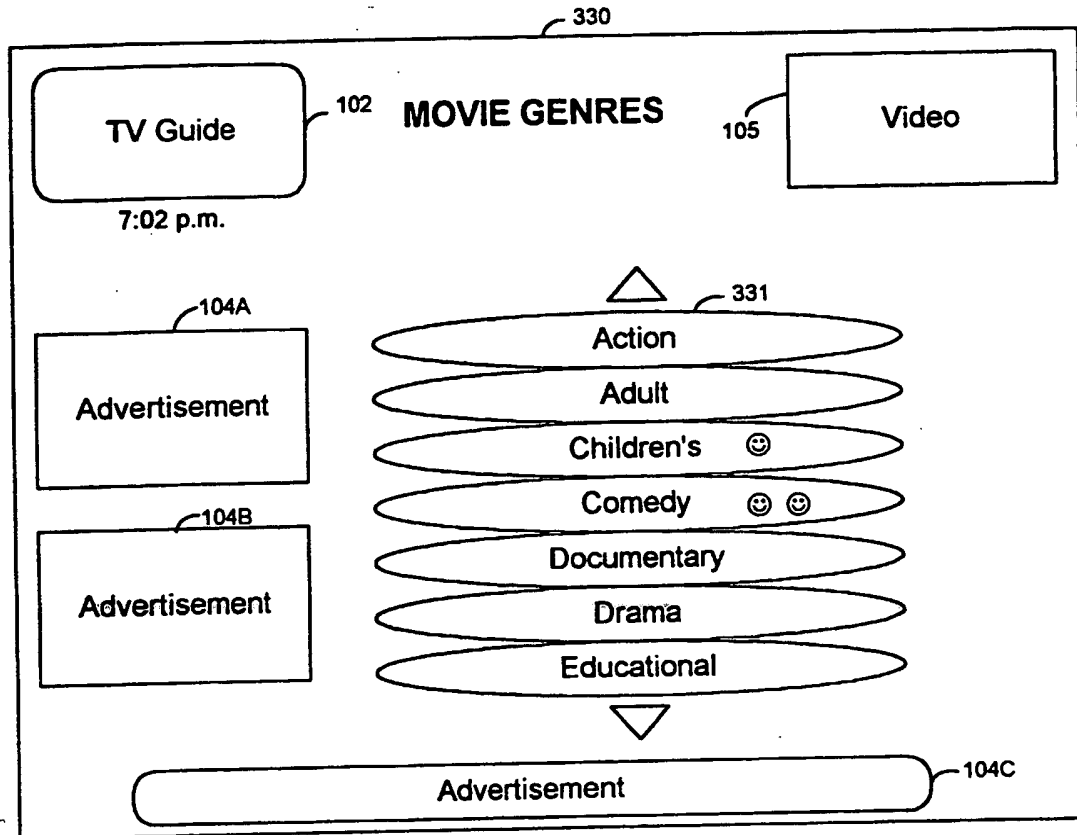 330
TV Guide
102
MOVIE GENRES
105
Video
7:02 p.m.
104A
Advertisement
104B
Advertisement
331
Action
Adult
Children's
Comedy
Documentary
Drama
Educational
Advertisement
104C